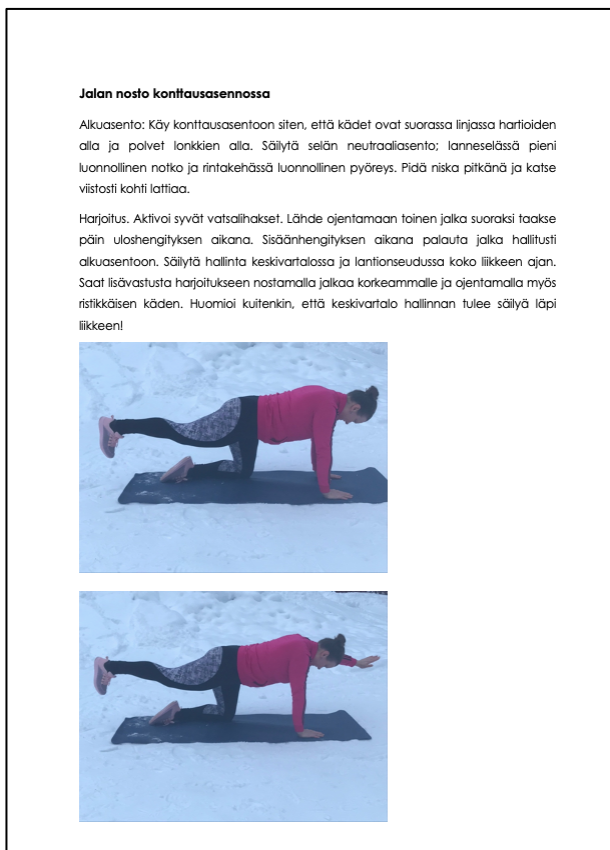 Jalan nosto konttausasennossa
Alkuasento: Käy konttausasentoon siten, että kädet ovat suorassa linjassa hartioiden
alla ja polvet lonkkien alla. Säilytä selän neutraaliasento; lanneselässä pieni
luonnollinen notko ja rintakehässä luonnollinen pyöreys. Pidä niska pitkänä ja katse
viistosti kohti lattiaa.
Harjoitus. Aktivoi syvät vatsalihakset. Lähde ojentamaan toinen jalka suoraksi taakse
päin uloshengityksen aikana. Sisäänhengityksen aikana palauta jalka hallitusti
alkuasentoon. Säilytä hallinta keskivartalossa ja lantionseudussa koko liikkeen ajan.
Saat lisävastusta harjoitukseen nostamalla jalkaa korkeammalle ja ojentamalla myös
ristikkäisen käden. Huomioi kuitenkin, että keskivartalo hallinnan tulee säilyä läpi
liikkeen!